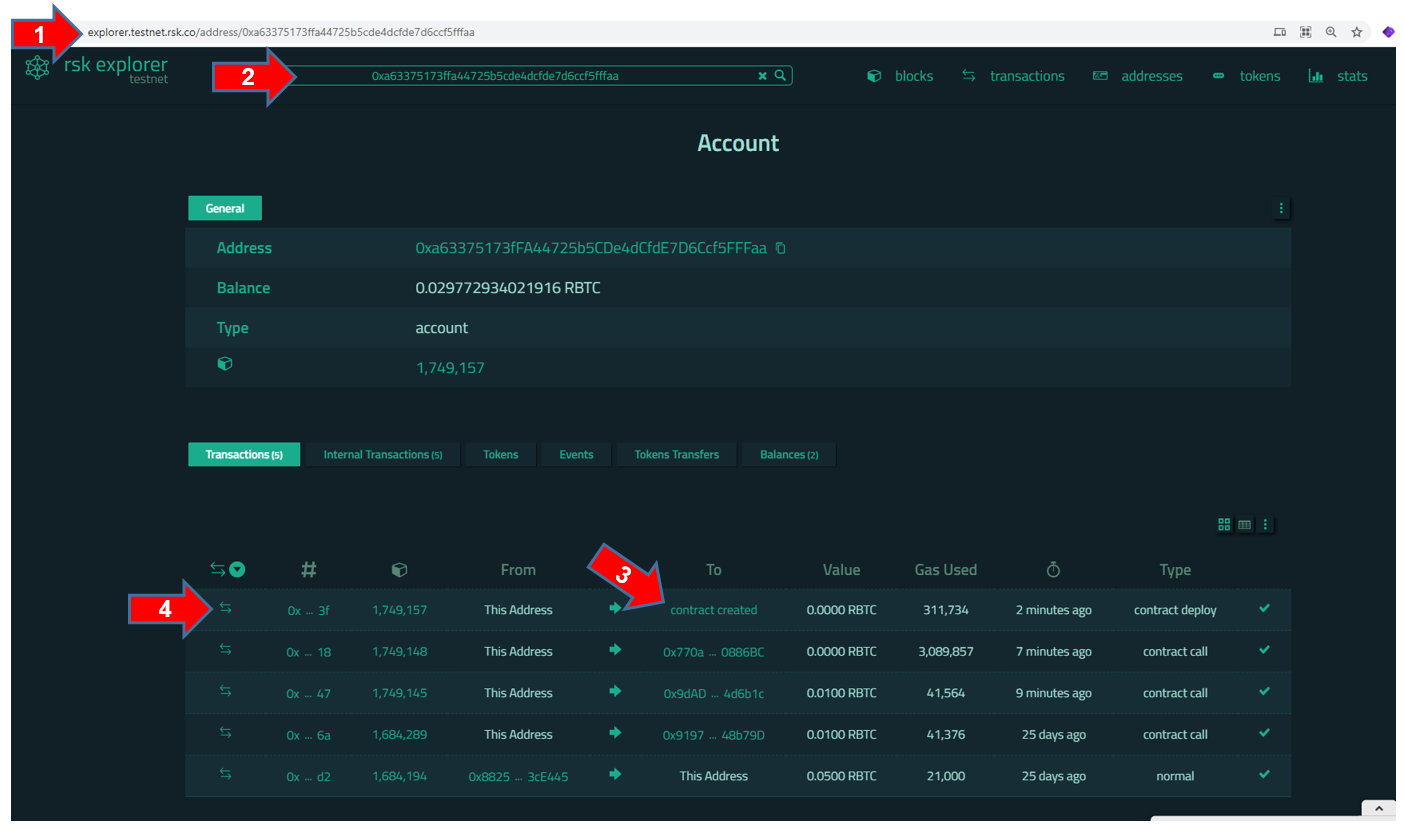 1
explorer.testnet.rsk.co/address/0xa63375173ffa44725b5cde4dcfde7d6ccf5fffaa
rsk explorer
testnet
2
0xa63375173ffa44725b5cde4dcfde7d6ccf5fffaa
blocks transactions addresses tokens stats
Account
General
Address 0xa63375173fFA44725b5CDe4dCfdE7D6Ccf5FFFaa
Balance 0.029772934021916 RBTC
Type account
1,749,157
Transactions (5) Internal Transactions (5) Tokens Events Tokens Transfers Balances (2)
3
# From To Value Gas Used Type
4
0x ... 3f 1,749,157 This Address contract created 0.0000 RBTC 311,734 2 minutes ago contract deploy
0x ... 18 1,749,148 This Address 0x770a ... 0886BC 0.0000 RBTC 3,089,857 7 minutes ago contract call
0x ... 47 1,749,145 This Address 0x9dAD ... 4d6b1c 0.0100 RBTC 41,564 9 minutes ago contract call
0x ... 6a 1,684,289 This Address 0x9197 ... 48b79D 0.0100 RBTC 41,376 25 days ago contract call
0x ... d2 1,684,194 0x8825 ... 3cE445 This Address 0.0500 RBTC 21,000 25 days ago normal